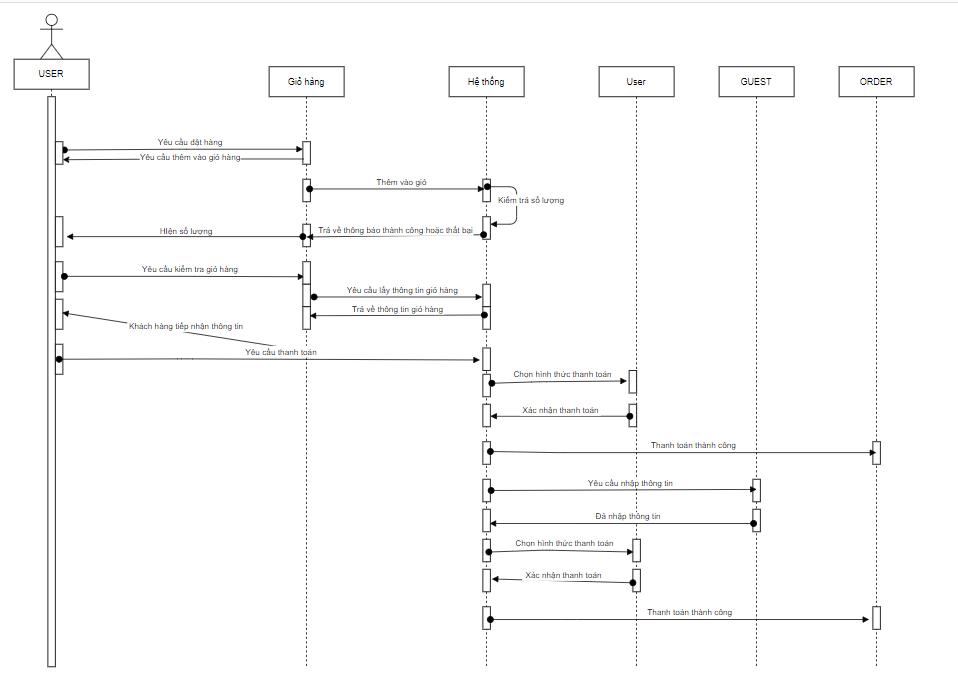 USER
Giỏ hàng
Hệ thống
User
GUEST
ORDER
Yêu cầu đặt hàng
Yêu cầu thêm vào giỏ hàng
Thêm vào giỏ
Kiểm tra số lượng
Trả về thông báo thành công hoặc thất bại
Hiện số lượng
Yêu cầu kiểm tra giỏ hàng
Yêu cầu lấy thông tin giỏ hàng
Trả về thông tin giỏ hàng
Khách hàng tiếp nhận thông tin
Yêu cầu thanh toán
Chọn hình thức thanh toán
Xác nhận thanh toán
Thanh toán thành công
Yêu cầu nhập thông tin
Đã nhập thông tin
Chọn hình thức thanh toán
Xác nhận thanh toán
Thanh toán thành công